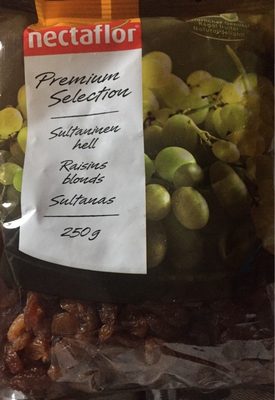 nectaflor
Premium
Selection
Sultaninen
hell
Raisins
blonds
Sultanas
250g